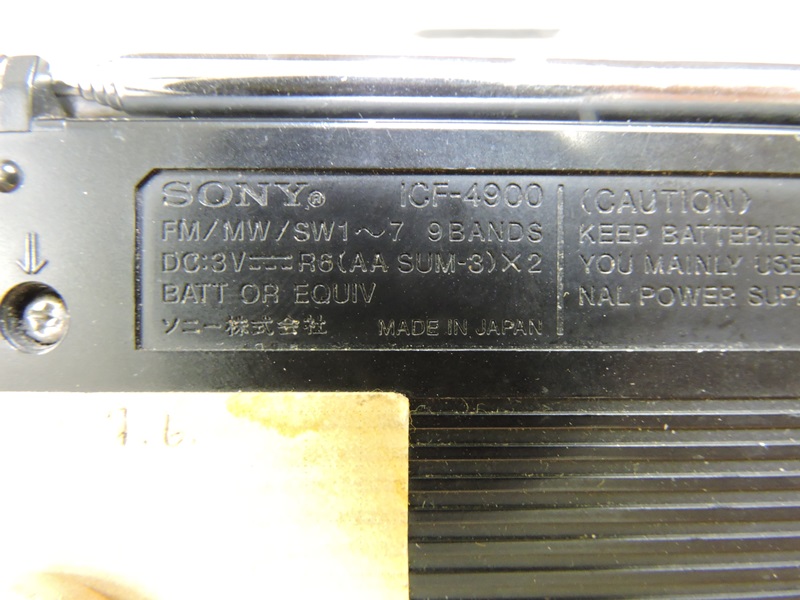 SONY® ICF-4900
FM/MW/SW1~7 9BANDS
DC:3V⎓R6(AA SUM-3)×2
BATT OR EQUIV
ソニー株式会社 MADE IN JAPAN
(CAUTION)
KEEP BATTERIES
YOU MAINLY USE
NAL POWER SUP